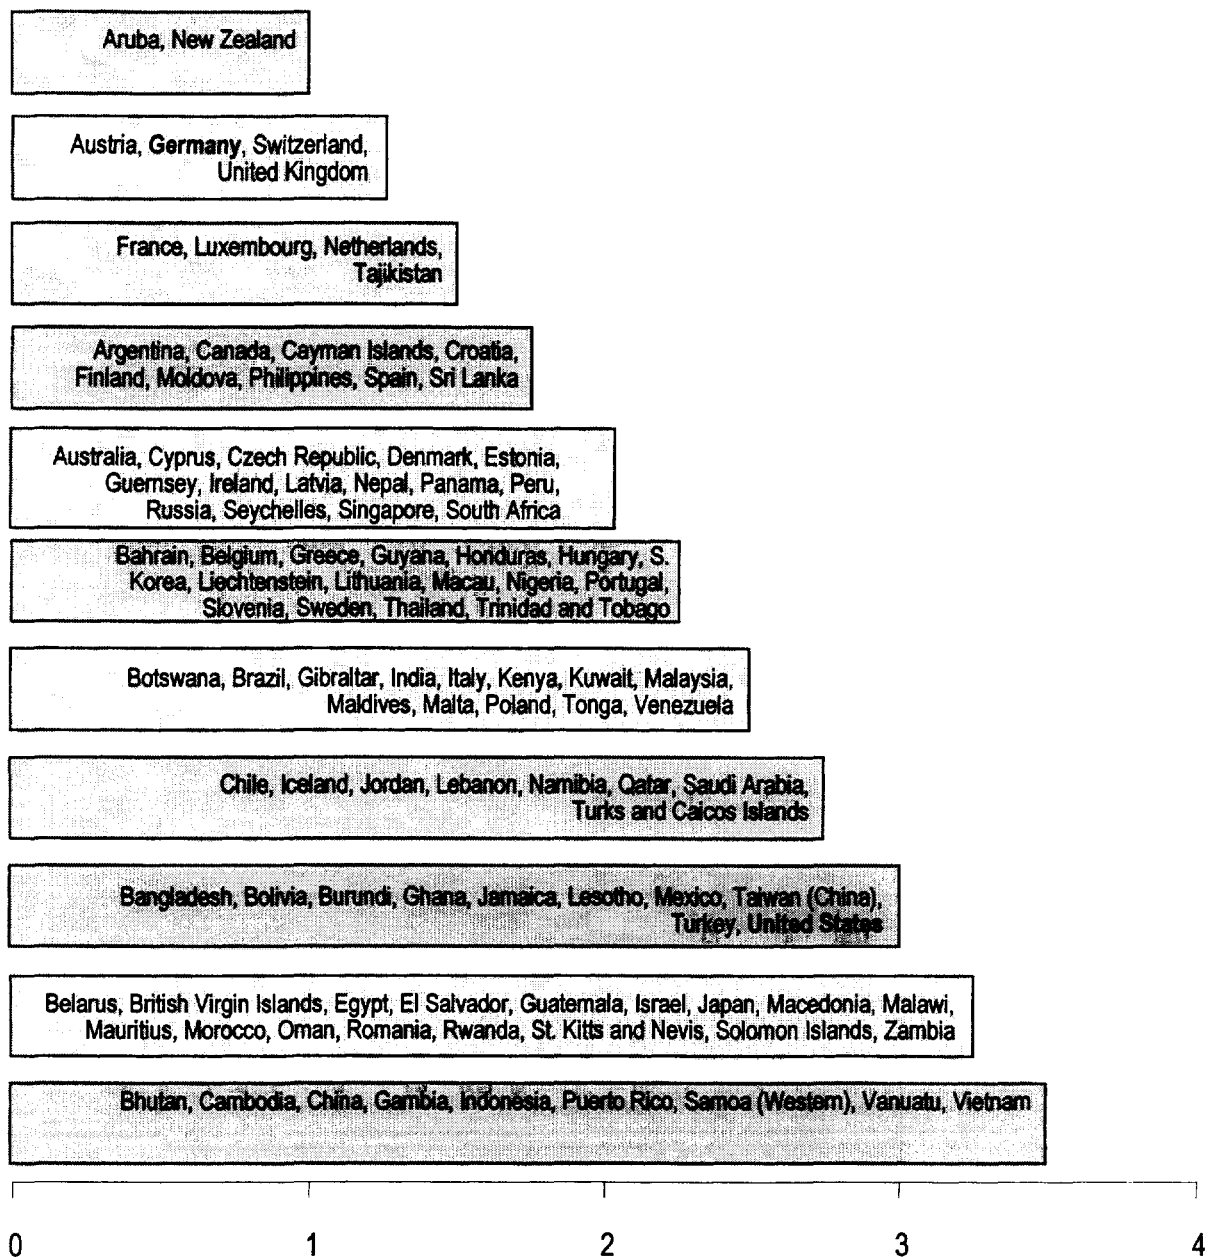 Aruba, New Zealand
Austria, Germany, Switzerland,
United Kingdom
France, Luxembourg, Netherlands,
Tajikistan
Argentina, Canada, Cayman Islands, Croatia,
Finland, Moldova, Philippines, Spain, Sri Lanka
Australia, Cyprus, Czech Republic, Denmark, Estonia,
Guernsey, Ireland, Latvia, Nepal, Panama, Peru,
Russia, Seychelles, Singapore, South Africa
Bahrain, Belgium, Greece, Guyana, Honduras, Hungary, S.
Korea, Liechtenstein, Lithuania, Macau, Nigeria, Portugal,
Slovenia, Sweden, Thailand, Trinidad and Tobago
Botswana, Brazil, Gibraltar, India, Italy, Kenya, Kuwait, Malaysia,
Maldives, Malta, Poland, Tonga, Venezuela
Chile, Iceland, Jordan, Lebanon, Namibia, Qatar, Saudi Arabia,
Turks and Caicos Islands
Bangladesh, Bolivia, Burundi, Ghana, Jamaica, Lesotho, Mexico, Taiwan (China),
Turkey, United States
Belarus, British Virgin Islands, Egypt, El Salvador, Guatemala, Israel, Japan, Macedonia, Malawi,
Mauritius, Morocco, Oman, Romania, Rwanda, St. Kitts and Nevis, Solomon Islands, Zambia
Bhutan, Cambodia, China, Gambia, Indonesia, Puerto Rico, Samoa (Western), Vanuatu, Vietnam
0 1 2 3 4